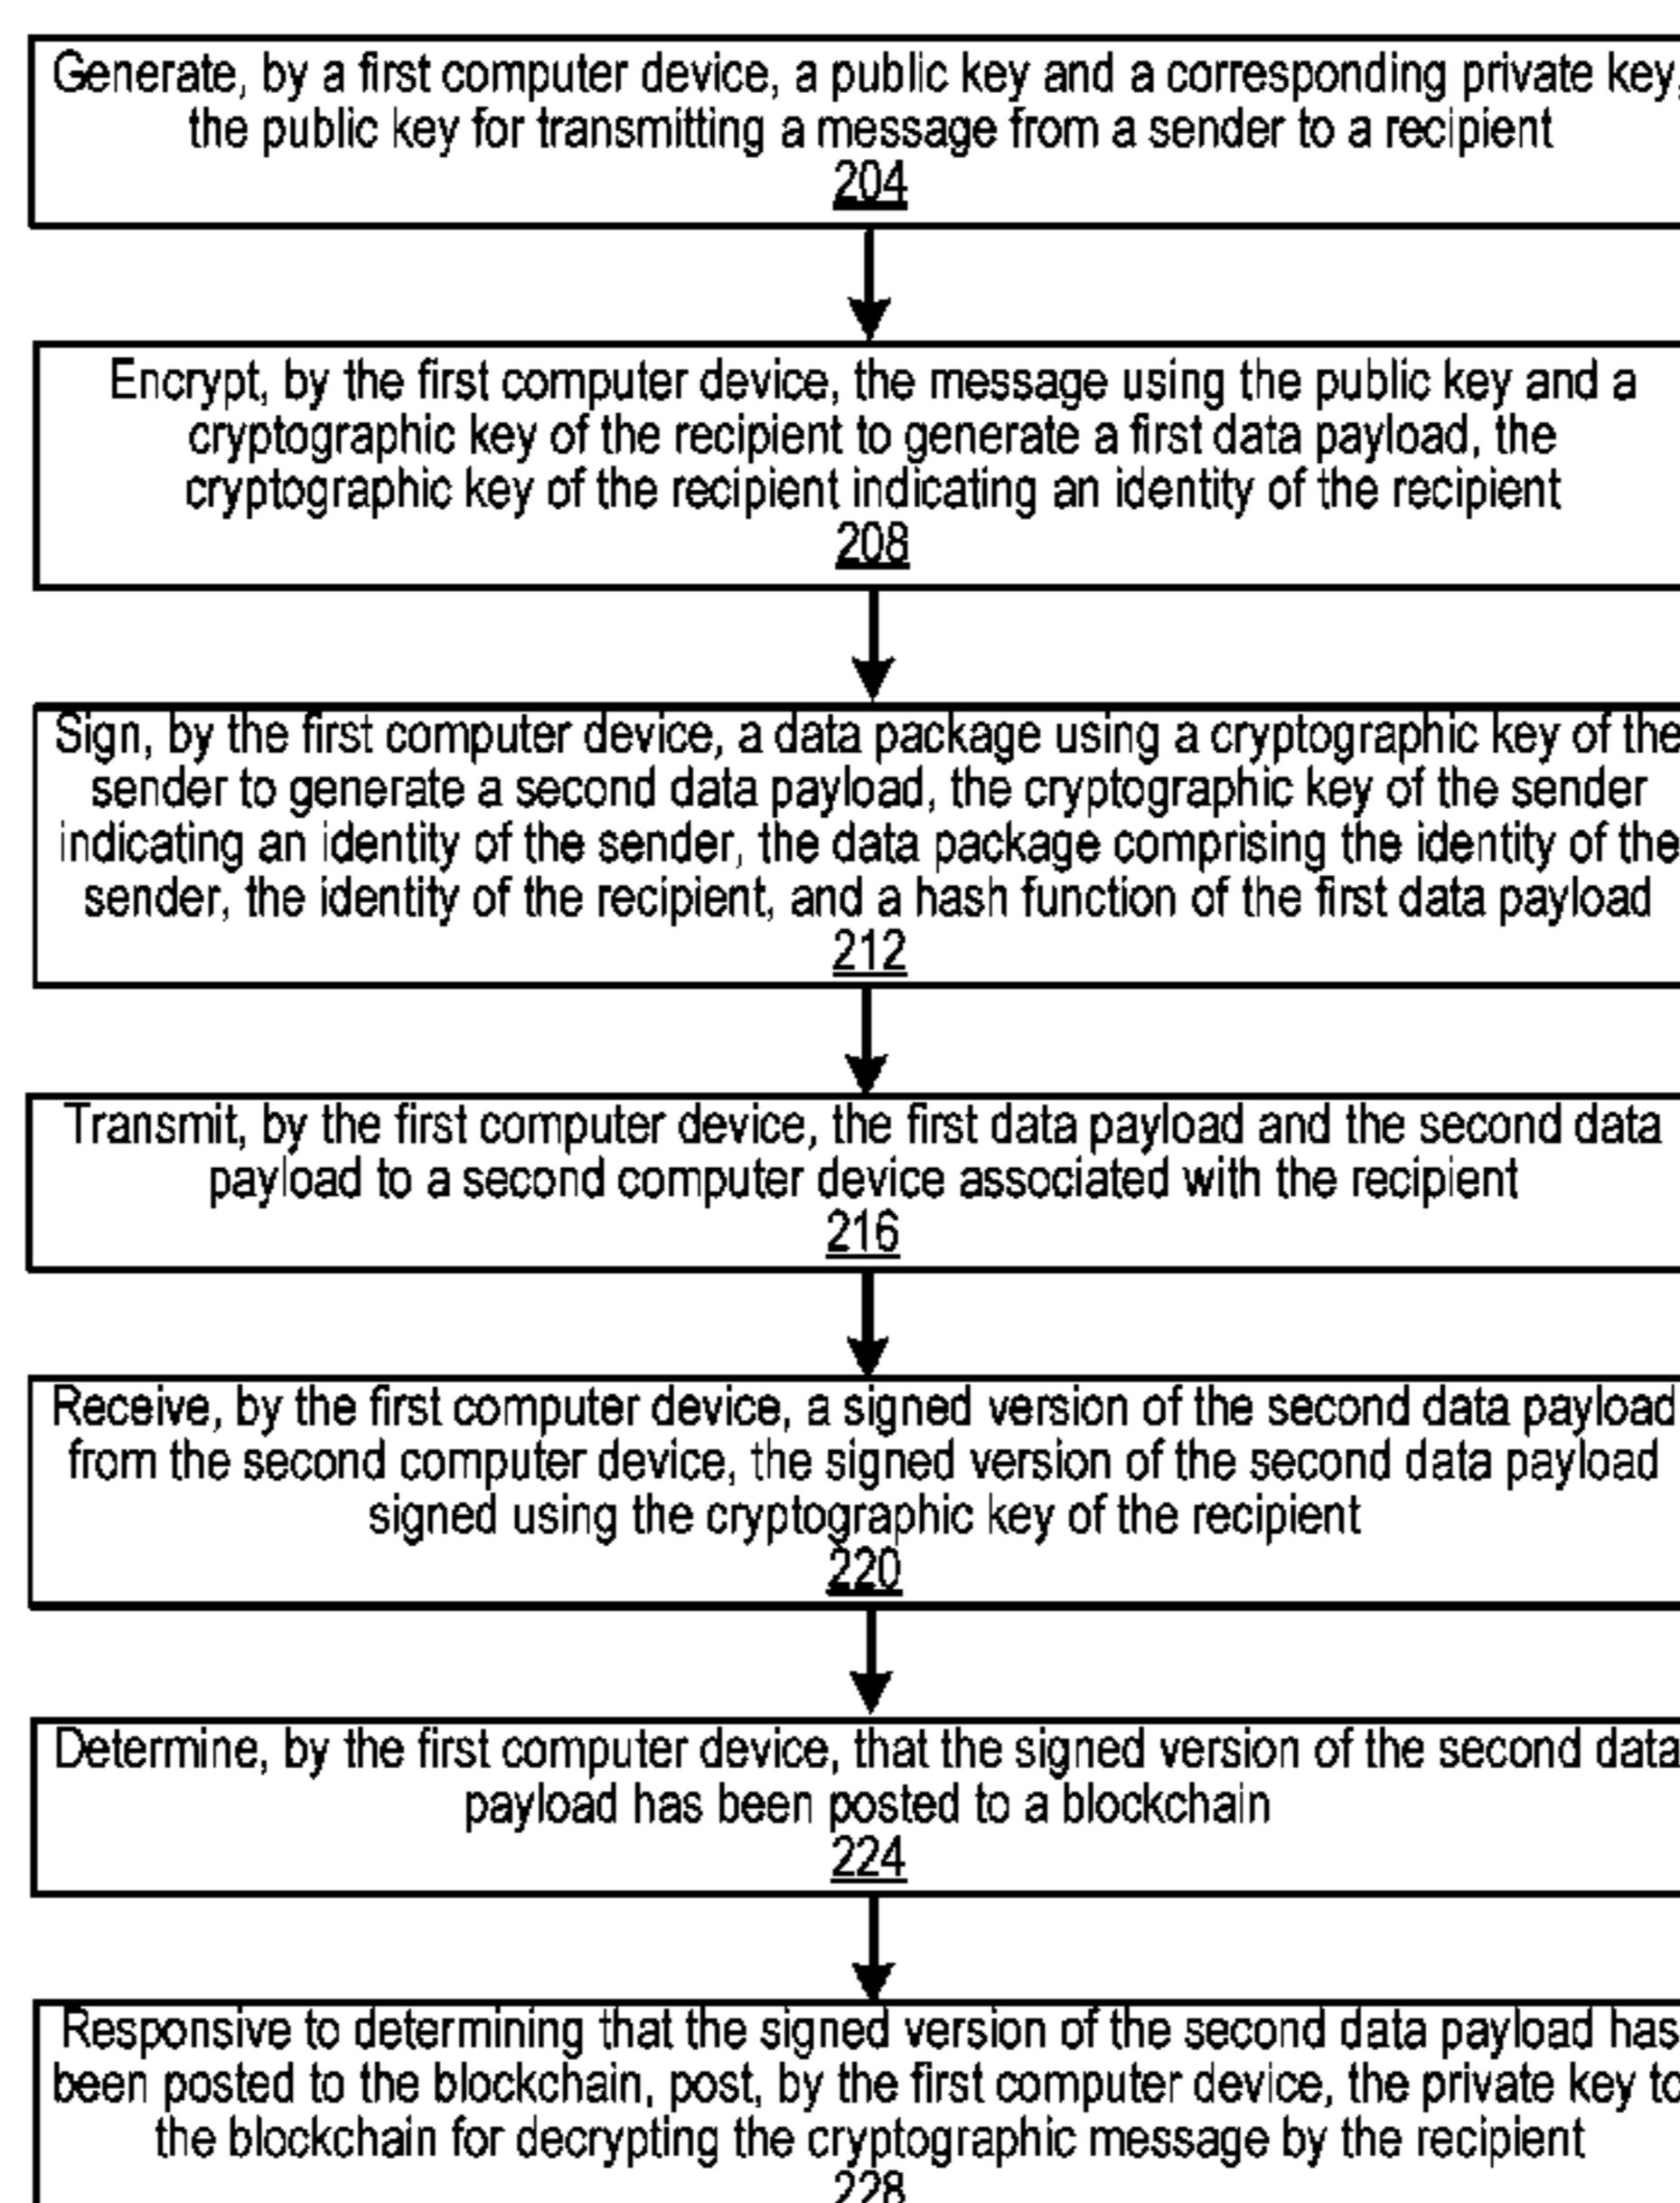 Generate, by a first computer device, a public key and a corresponding private key,
the public key for transmitting a message from a sender to a recipient
204
Encrypt, by the first computer device, the message using the public key and a
cryptographic key of the recipient to generate a first data payload, the
cryptographic key of the recipient indicating an identity of the recipient
208
Sign, by the first computer device, a data package using a cryptographic key of the
sender to generate a second data payload, the cryptographic key of the sender
indicating an identity of the sender, the data package comprising the identity of the
sender, the identity of the recipient, and a hash function of the first data payload
212
Transmit, by the first computer device, the first data payload and the second data
payload to a second computer device associated with the recipient
216
Receive, by the first computer device, a signed version of the second data payload
from the second computer device, the signed version of the second data payload
signed using the cryptographic key of the recipient
220
Determine, by the first computer device, that the signed version of the second data
payload has been posted to a blockchain
224
Responsive to determining that the signed version of the second data payload has
been posted to the blockchain, post, by the first computer device, the private key to
the blockchain for decrypting the cryptographic message by the recipient
228